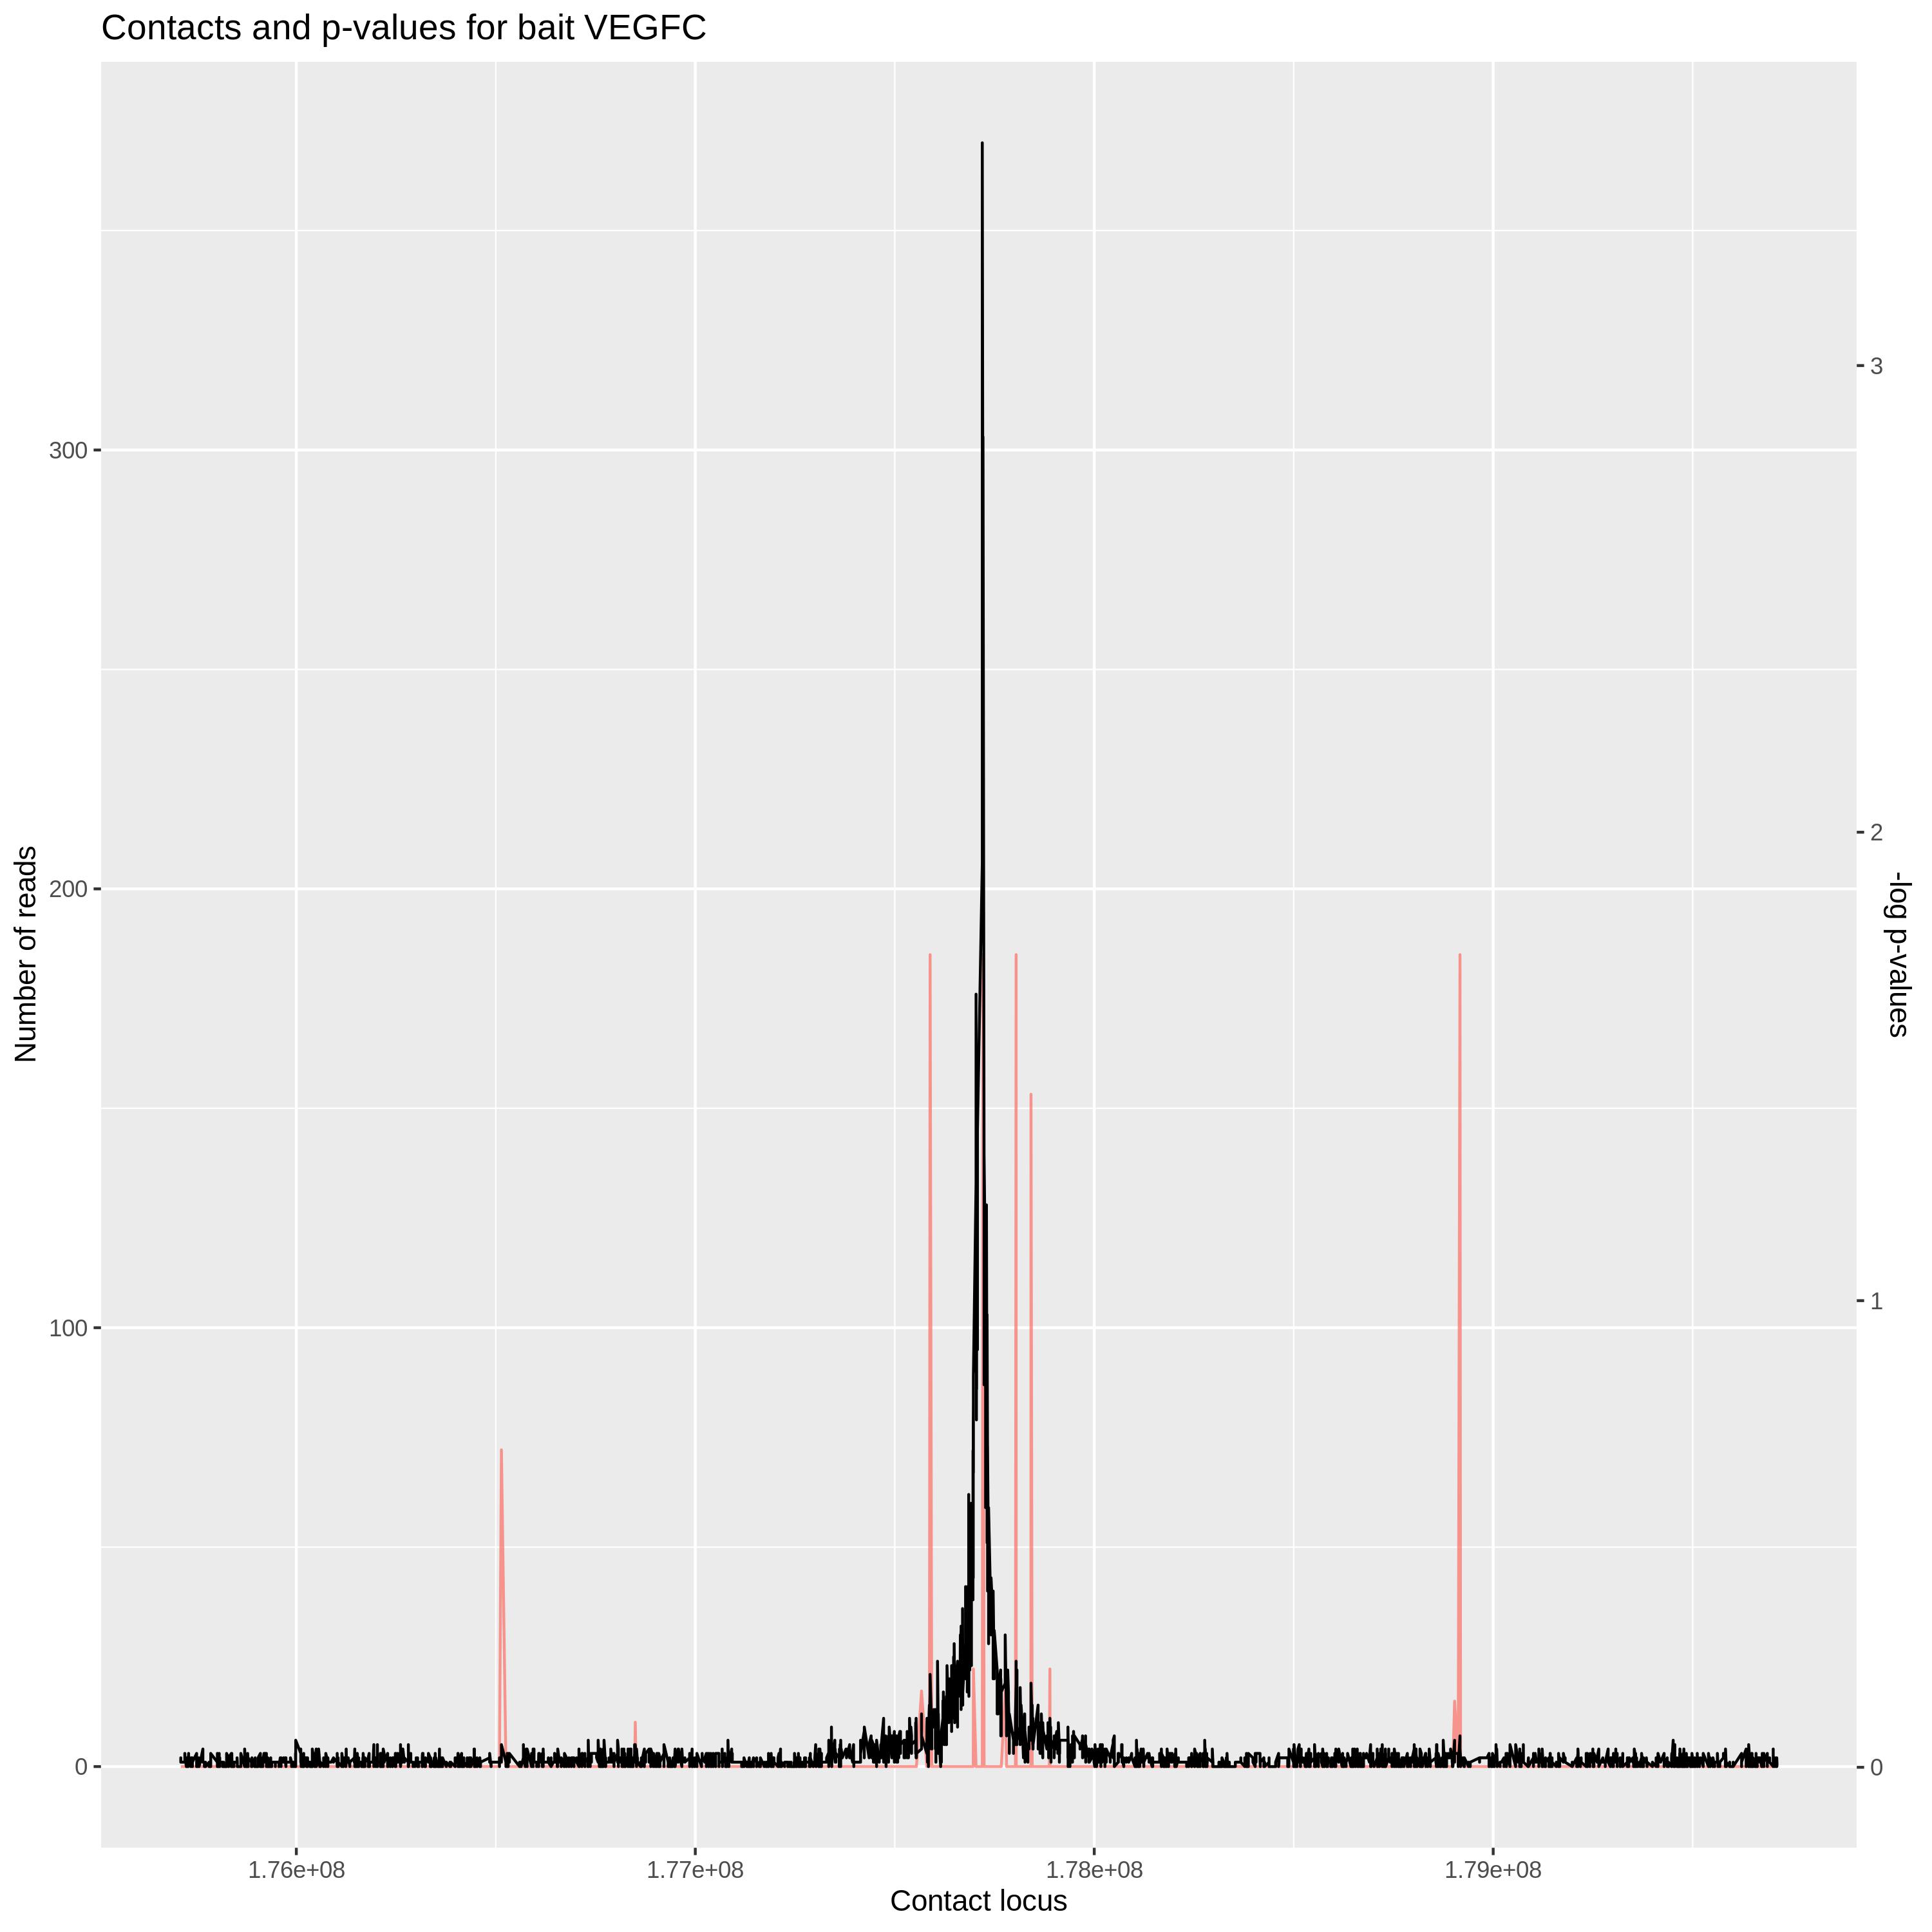 Contacts and p-values for bait VEGFC
Number of reads
300
200
100
0
3
2
1
0
-log p-values
1.76e+08
1.77e+08
1.78e+08
1.79e+08
Contact locus